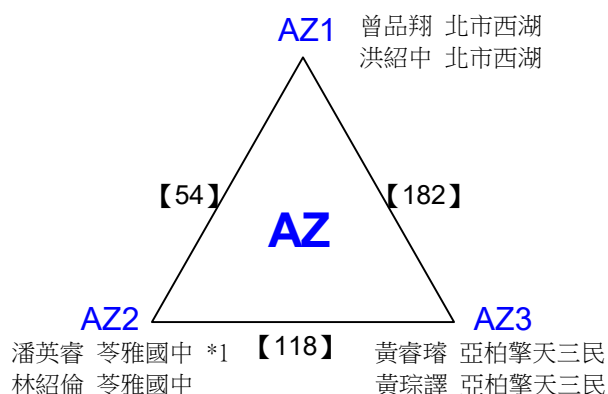 AZ1 曾品翔 北市西湖
洪紹中 北市西湖
【54】 【182】
AZ
AZ2 AZ3
【118】
潘英睿 苓雅國中 *1 黃睿璿 亞柏擎天三民
林紹倫 苓雅國中 黃琮譯 亞柏擎天三民